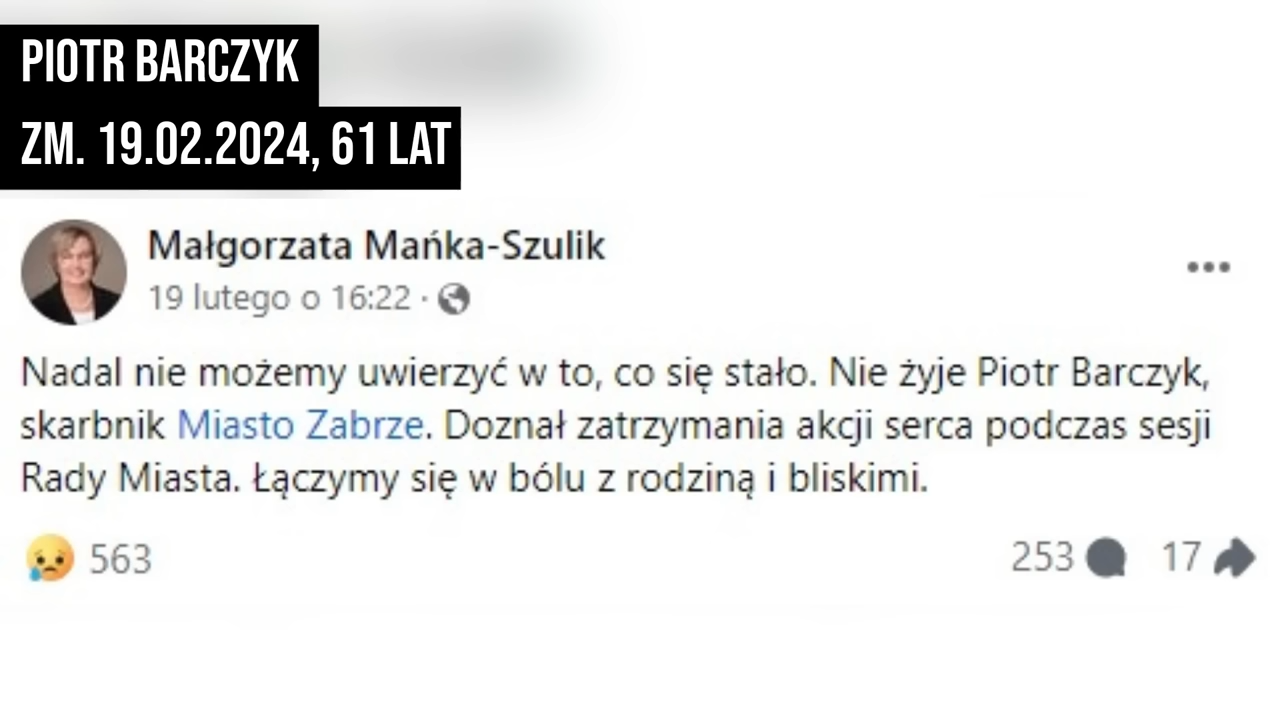 PIOTR BARCZYK
ZM. 19.02.2024, 61 LAT
Małgorzata Mańka-Szulik
19 lutego o 16:22 ·
Nadal nie możemy uwierzyć w to, co się stało. Nie żyje Piotr Barczyk,
skarbnik Miasto Zabrze. Doznał zatrzymania akcji serca podczas sesji
Rady Miasta. Łączymy się w bólu z rodziną i bliskimi.
563 253 17